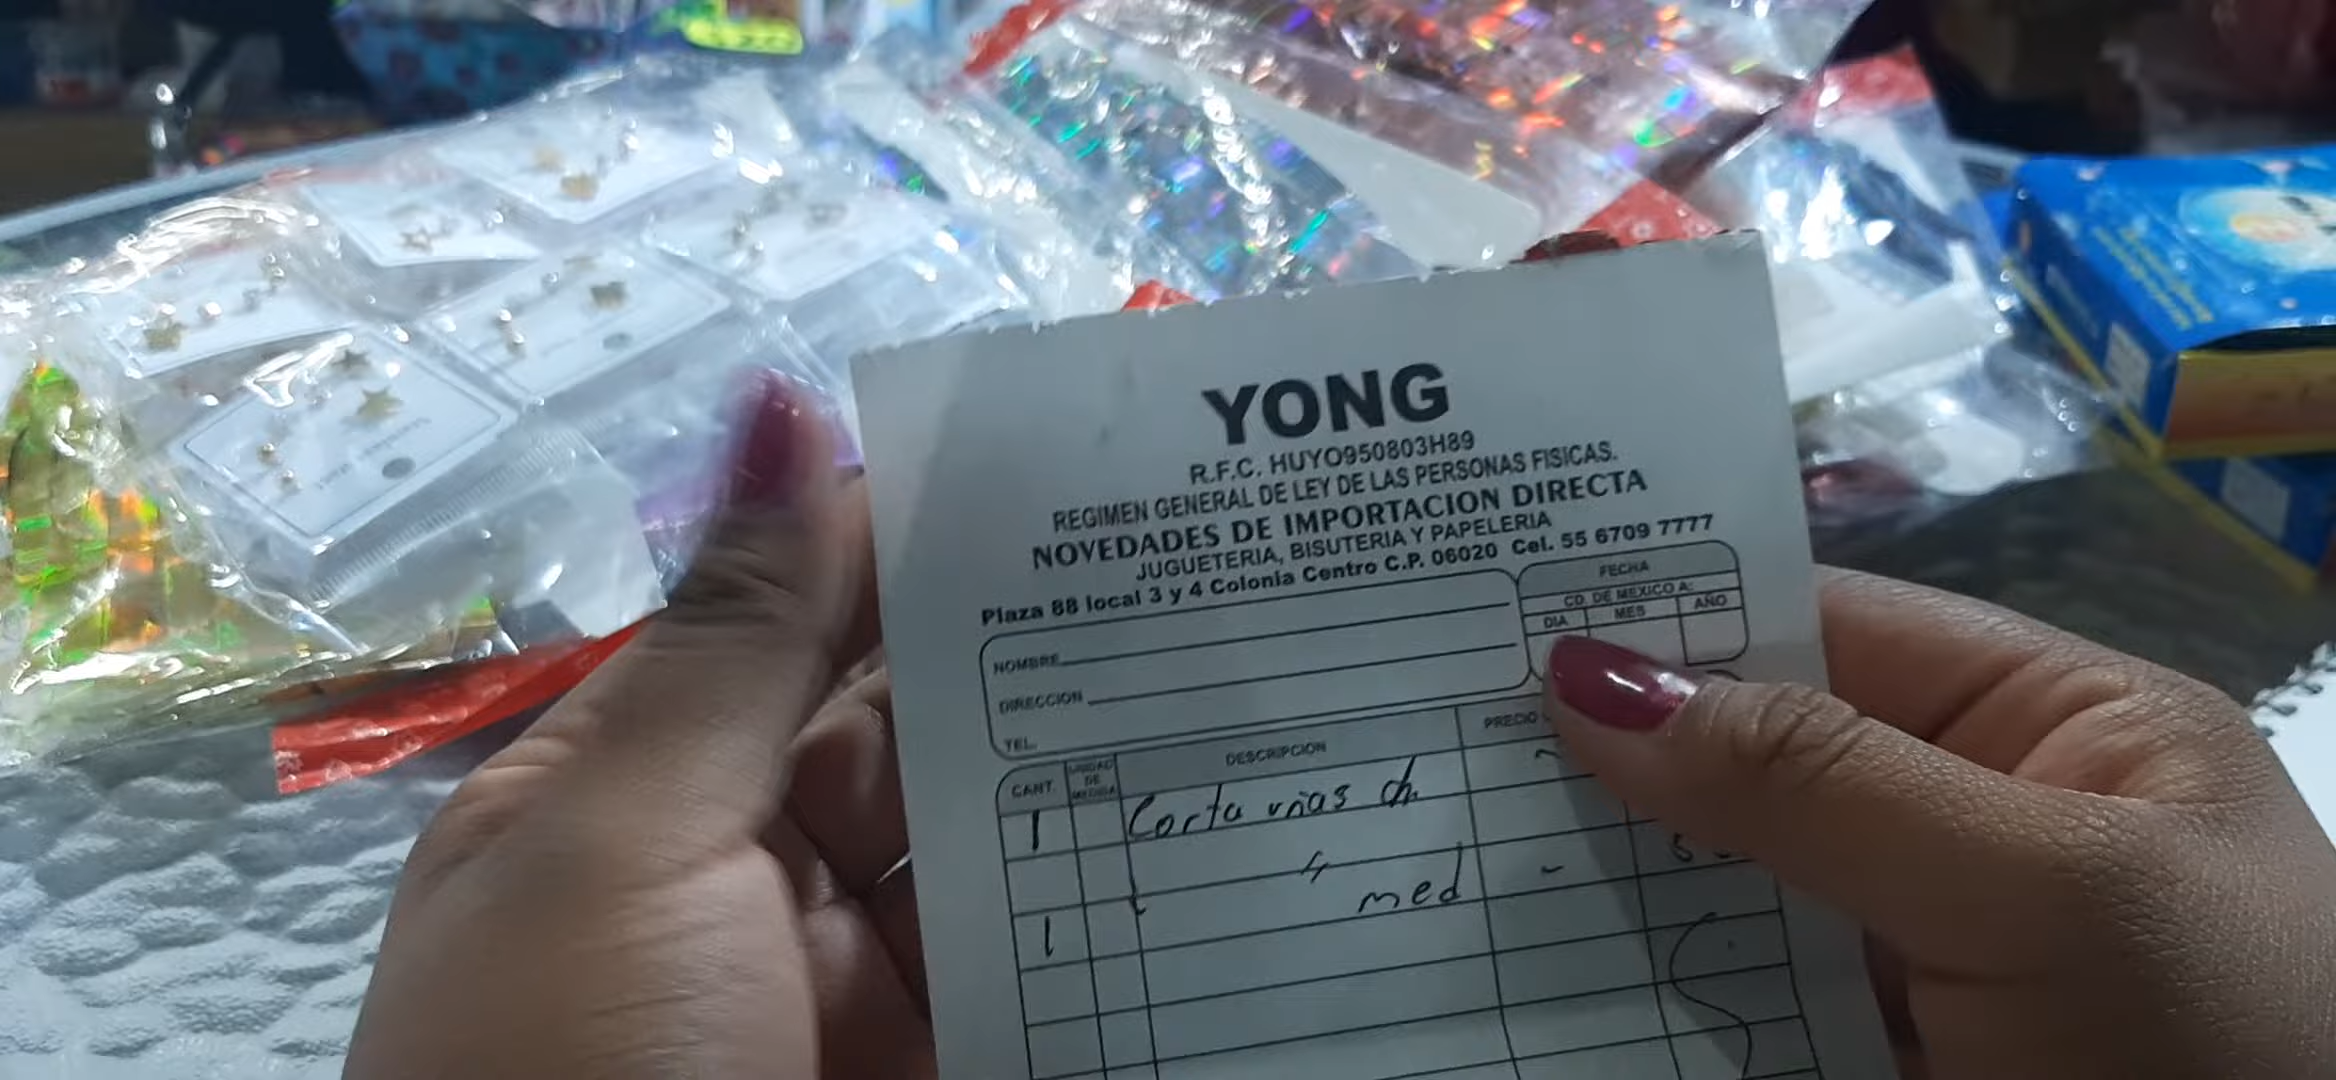 YONG
R.F.C. HUYO950803H89
REGIMEN GENERAL DE LEY DE LAS PERSONAS FISICAS.
NOVEDADES DE IMPORTACION DIRECTA
JUGUETERIA, BISUTERIA Y PAPELERIA
Plaza 88 local 3 y 4 Colonia Centro C.P. 06020 Cel. 55 6709 7777
FECHA
CD. DE MEXICO A:
DIA MES AÑO
NOMBRE
DIRECCION
TEL.
CANT. UNIDAD DE MEDIDA DESCRIPCION PRECIO
1 Corta uñas ch.
1 med